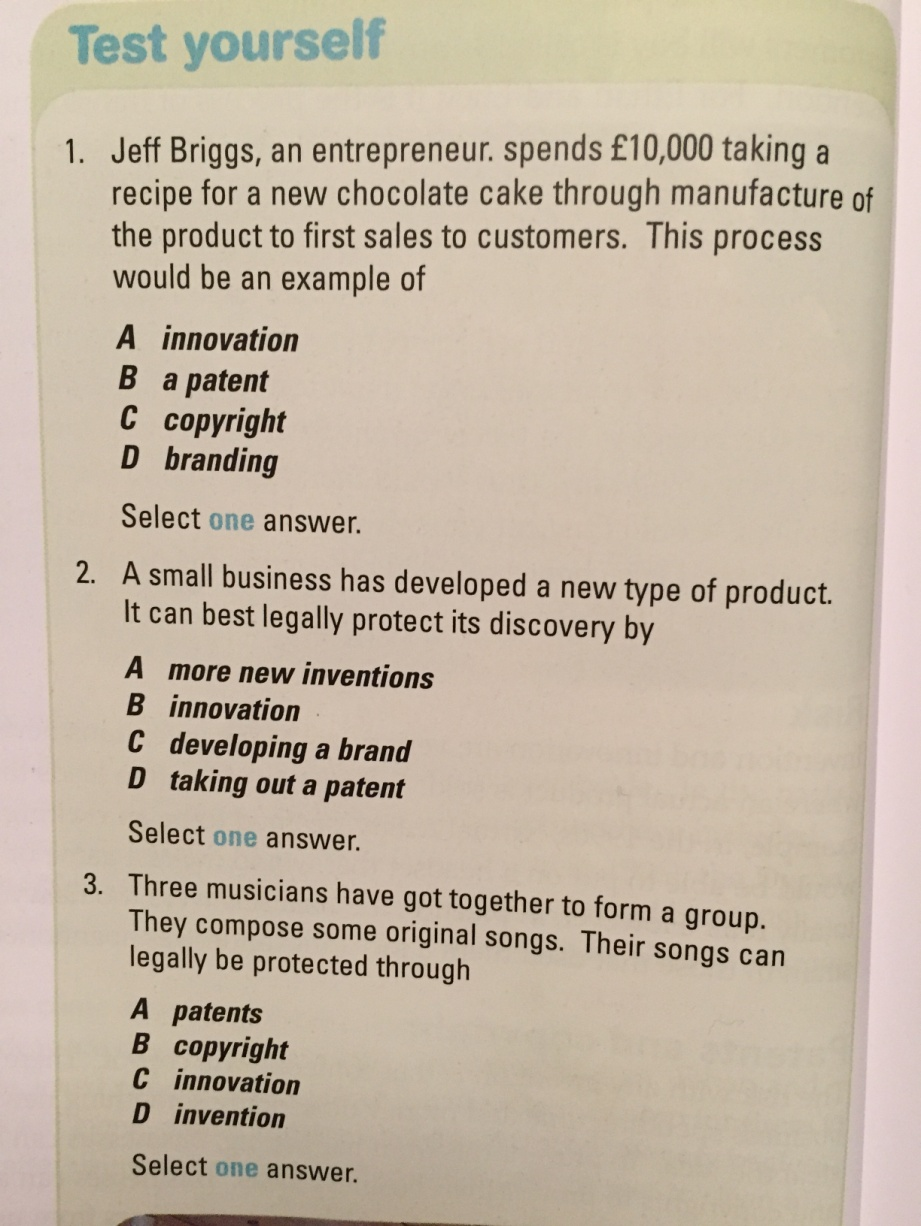 Test yourself
1. Jeff Briggs, an entrepreneur. spends £10,000 taking a
recipe for a new chocolate cake through manufacture of
the product to first sales to customers. This process
would be an example of
A innovation
B a patent
C copyright
D branding
Select one answer.
2. A small business has developed a new type of product.
It can best legally protect its discovery by
A more new inventions
B innovation
C developing a brand
D taking out a patent
Select one answer.
3. Three musicians have got together to form a group.
They compose some original songs. Their songs can
legally be protected through
A patents
B copyright
C innovation
D invention
Select one answer.